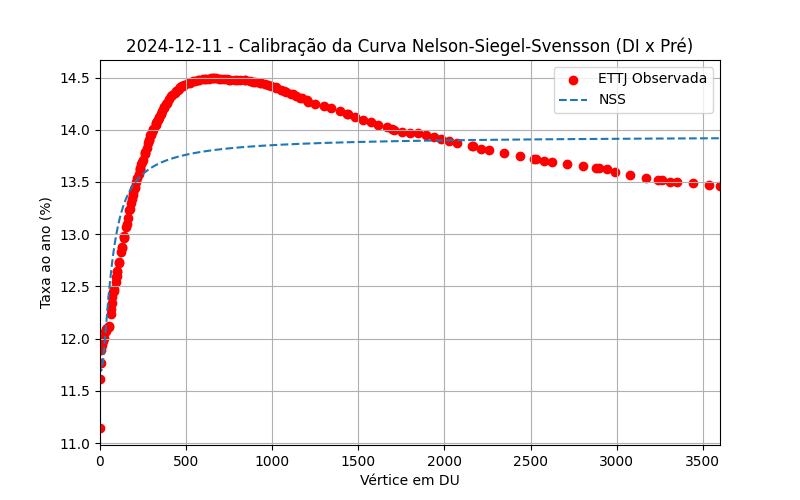 2024-12-11 - Calibração da Curva Nelson-Siegel-Svensson (DI x Pré)
ETTJ Observada
NSS
Taxa ao ano (%)
14.5
14.0
13.5
13.0
12.5
12.0
11.5
11.0
0 500 1000 1500 2000 2500 3000 3500
Vértice em DU